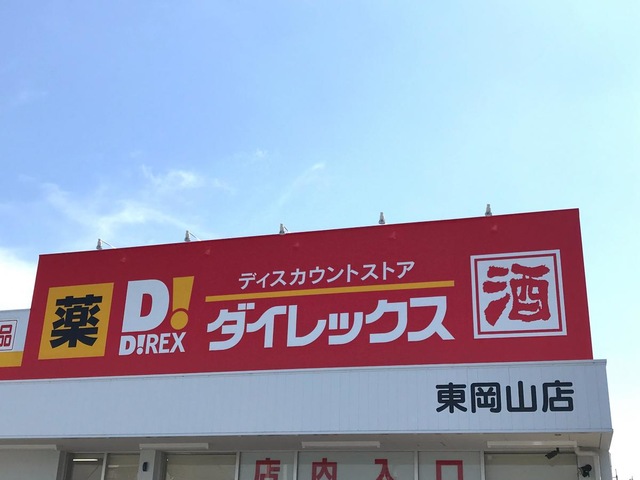 品
薬
D!
D!REX
ディスカウントストア
ダイレックス
酒
東岡山店
店内入口